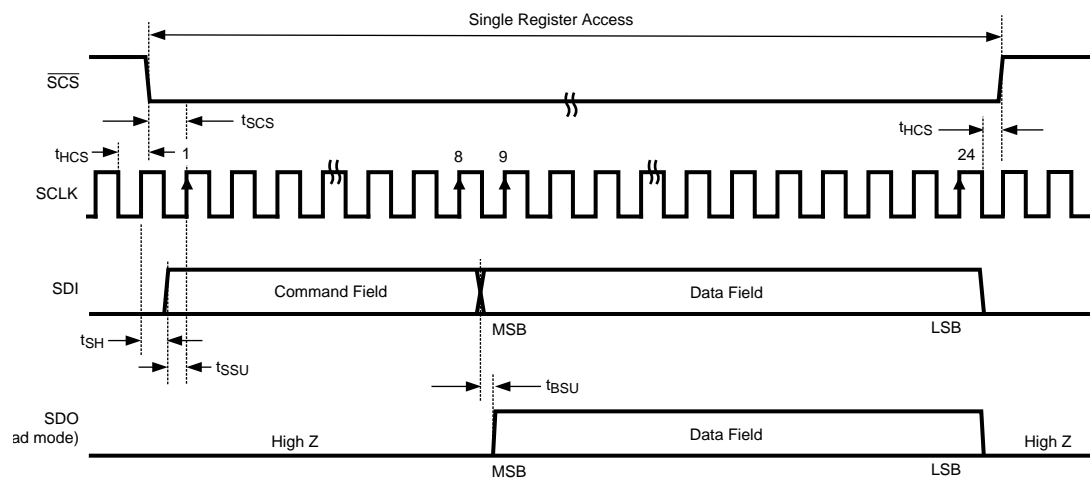 Single Register Access
SCS
tSCS
tHCS
tHCS
1
8
9
24
SCLK
SDI
Command Field
Data Field
MSB
LSB
tSH
tSSU
tBSU
SDO
ad mode)
High Z
Data Field
High Z
MSB
LSB